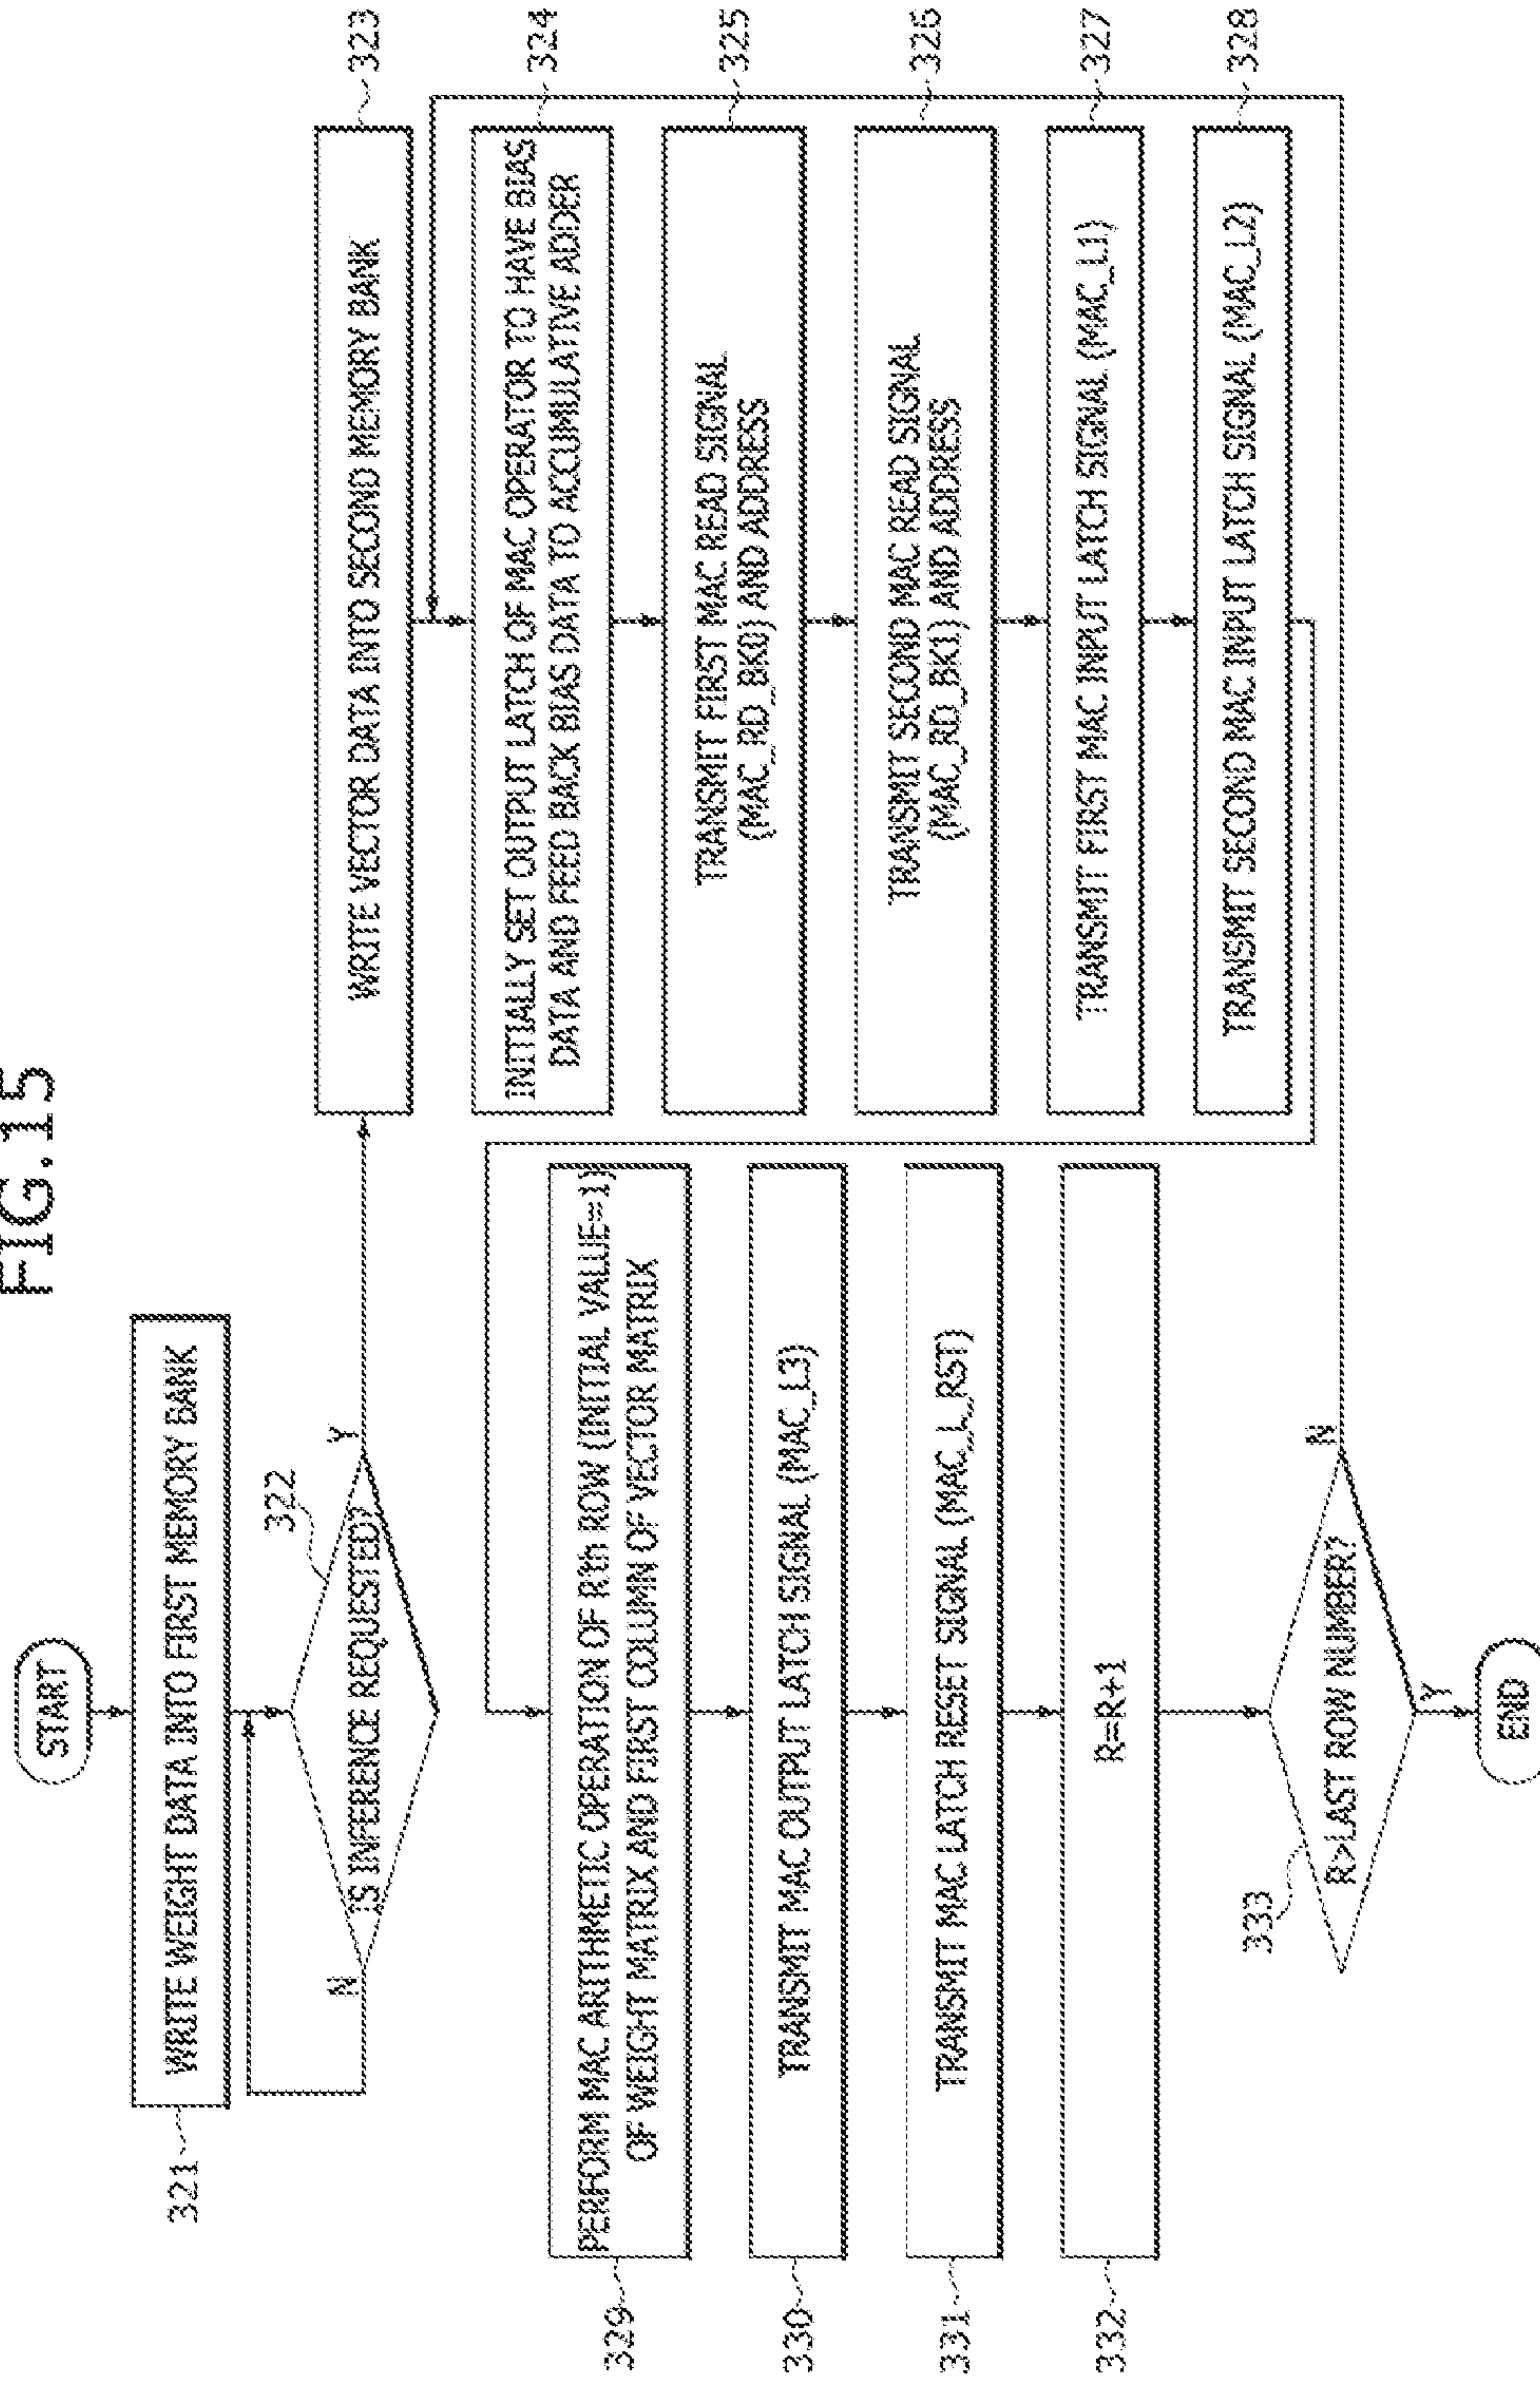 FIG.15
START
WRITE WEIGHT DATA INTO FIRST MEMORY BANK
321
322
IS INFERENCE REQUESTED?
N
Y
WRITE VECTOR DATA INTO SECOND MEMORY BANK
323
INITIALLY SET OUTPUT LATCH OF MAC OPERATOR TO HAVE BIAS
DATA AND FEED BACK BIAS DATA TO ACCUMULATIVE ADDER
324
TRANSMIT FIRST MAC READ SIGNAL
(MAC_RD_BK0) AND ADDRESS
325
TRANSMIT SECOND MAC READ SIGNAL
(MAC_RD_BK1) AND ADDRESS
326
TRANSMIT FIRST MAC INPUT LATCH SIGNAL (MAC_L1)
327
TRANSMIT SECOND MAC INPUT LATCH SIGNAL (MAC_L2)
328
PERFORM MAC ARITHMETIC OPERATION OF Rth ROW (INITIAL VALUE=1)
OF WEIGHT MATRIX AND FIRST COLUMN OF VECTOR MATRIX
329
TRANSMIT MAC OUTPUT LATCH SIGNAL (MAC_L3)
330
TRANSMIT MAC LATCH RESET SIGNAL (MAC_L_RST)
331
R=R+1
332
333
R>LAST ROW NUMBER?
N
Y
END